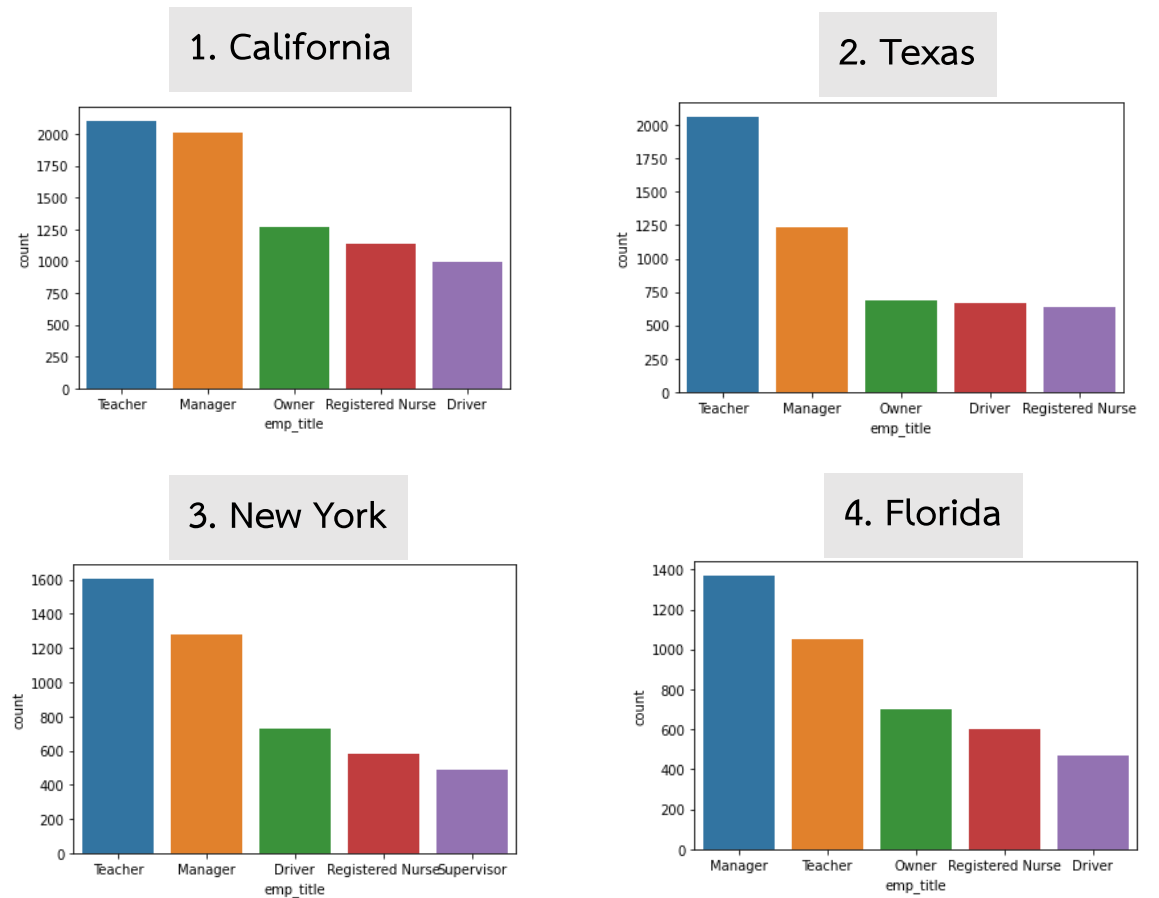 1. California
2000
1750
1500
1250
1000
750
500
250
0
count
Teacher Manager Owner Registered Nurse Driver
emp_title
2. Texas
2000
1750
1500
1250
1000
750
500
250
0
count
Teacher Manager Owner Driver Registered Nurse
emp_title
3. New York
1600
1400
1200
1000
800
600
400
200
0
count
Teacher Manager Driver Registered Nurse Supervisor
emp_title
4. Florida
1400
1200
1000
800
600
400
200
0
count
Manager Teacher Owner Registered Nurse Driver
emp_title